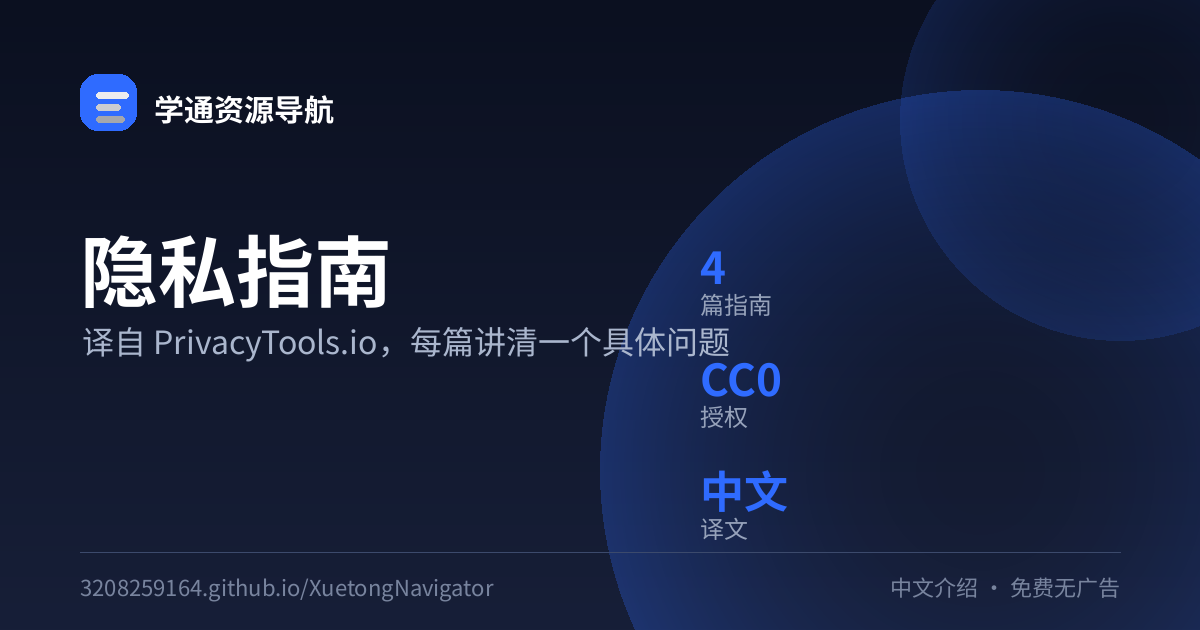 学通资源导航
隐私指南
译自 PrivacyTools.io，每篇讲清一个具体问题
4
篇指南
CC0
授权
中文
译文
3208259164.github.io/XuetongNavigator
中文介绍 · 免费无广告